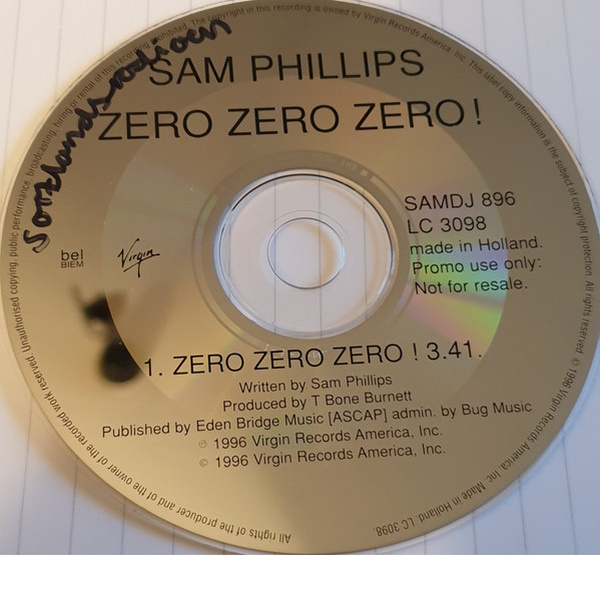 SAM PHILLIPS
ZERO ZERO ZERO !
SAMDJ 896
LC 3098
made in Holland.
Promo use only:
Not for resale.
bel
BIEM
Virgin
1. ZERO ZERO ZERO ! 3.41.
Written by Sam Phillips
Produced by T Bone Burnett
Published by Eden Bridge Music [ASCAP] admin. by Bug Music
℗ 1996 Virgin Records America, Inc.
© 1996 Virgin Records America, Inc.
All rights of the producer and of the owner of the recorded work reserved. Unauthorised copying, public performance, broadcasting, hiring or rental of this recording prohibited. The copyright in this recording is owned by Virgin Records America, Inc. This label copy information is the subject of copyright protection. All rights reserved. © 1996 Virgin Records America, Inc. Made in Holland. LC 3098.